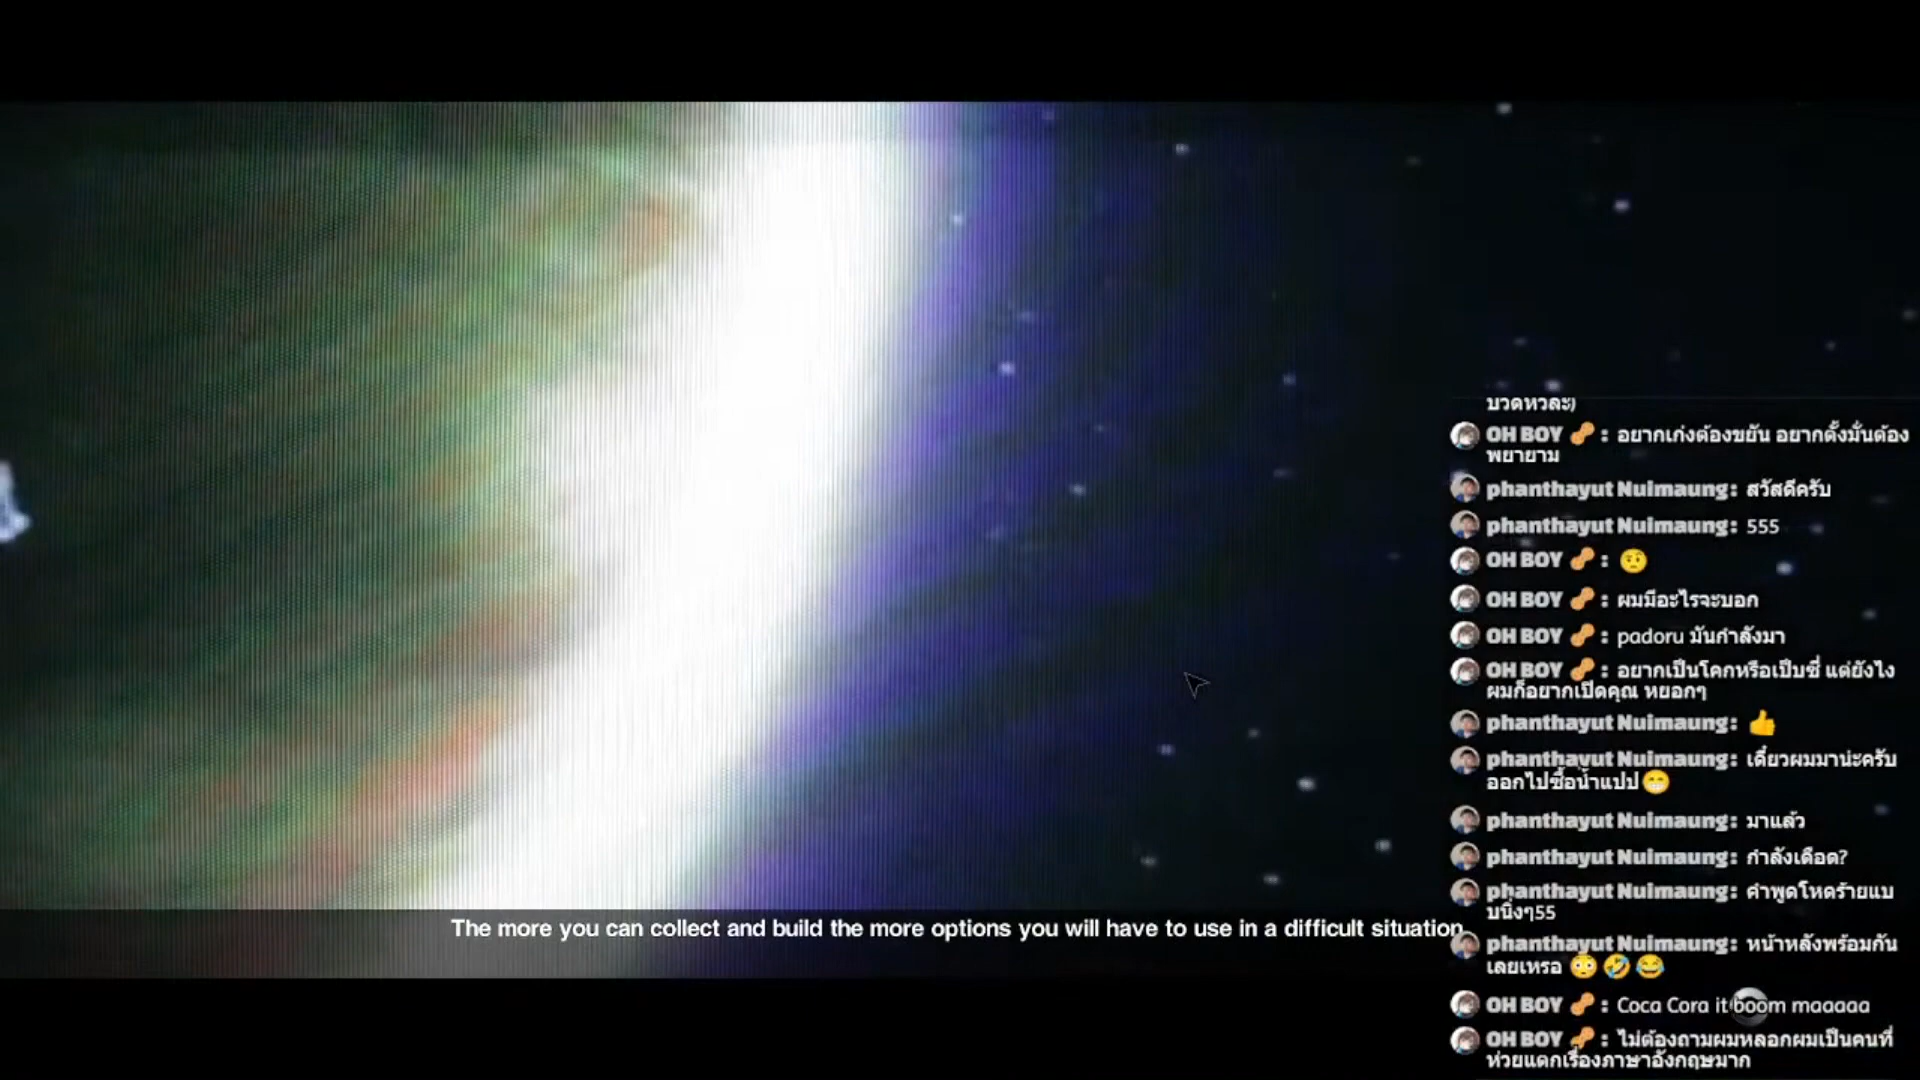 บวดหวละ)
OH BOY : อยากเก่งต้องขยัน อยากตั้งมั่นต้อง
พยายาม
phanthayut Nuimaung: สวัสดีครับ
phanthayut Nuimaung: 555
OH BOY : 🤨
OH BOY : ผมมีอะไรจะบอก
OH BOY : padoru มันกำลังมา
OH BOY : อยากเป็นโคกหรือเป็บซี่ แต่ยังไง
ผมก็อยากเปิดคุณ หยอกๆ
phanthayut Nuimaung: 👍
phanthayut Nuimaung: เดี๋ยวผมมาน่ะครับ
ออกไปซื้อน้ำแปป😁
phanthayut Nuimaung: มาแล้ว
phanthayut Nuimaung: กำลังเดือด?
phanthayut Nuimaung: คำพูดโหดร้ายแบ
บนิ่งๆ55
The more you can collect and build the more options you will have to use in a difficult situation
phanthayut Nuimaung: หน้าหลังพร้อมกัน
เลยเหรอ 😳🤣😂
OH BOY : Coca Cora it boom maaaaa
OH BOY : ไม่ต้องถามผมหลอกผมเป็นคนที่
ห่วยแตกเรื่องภาษาอังกฤษมาก